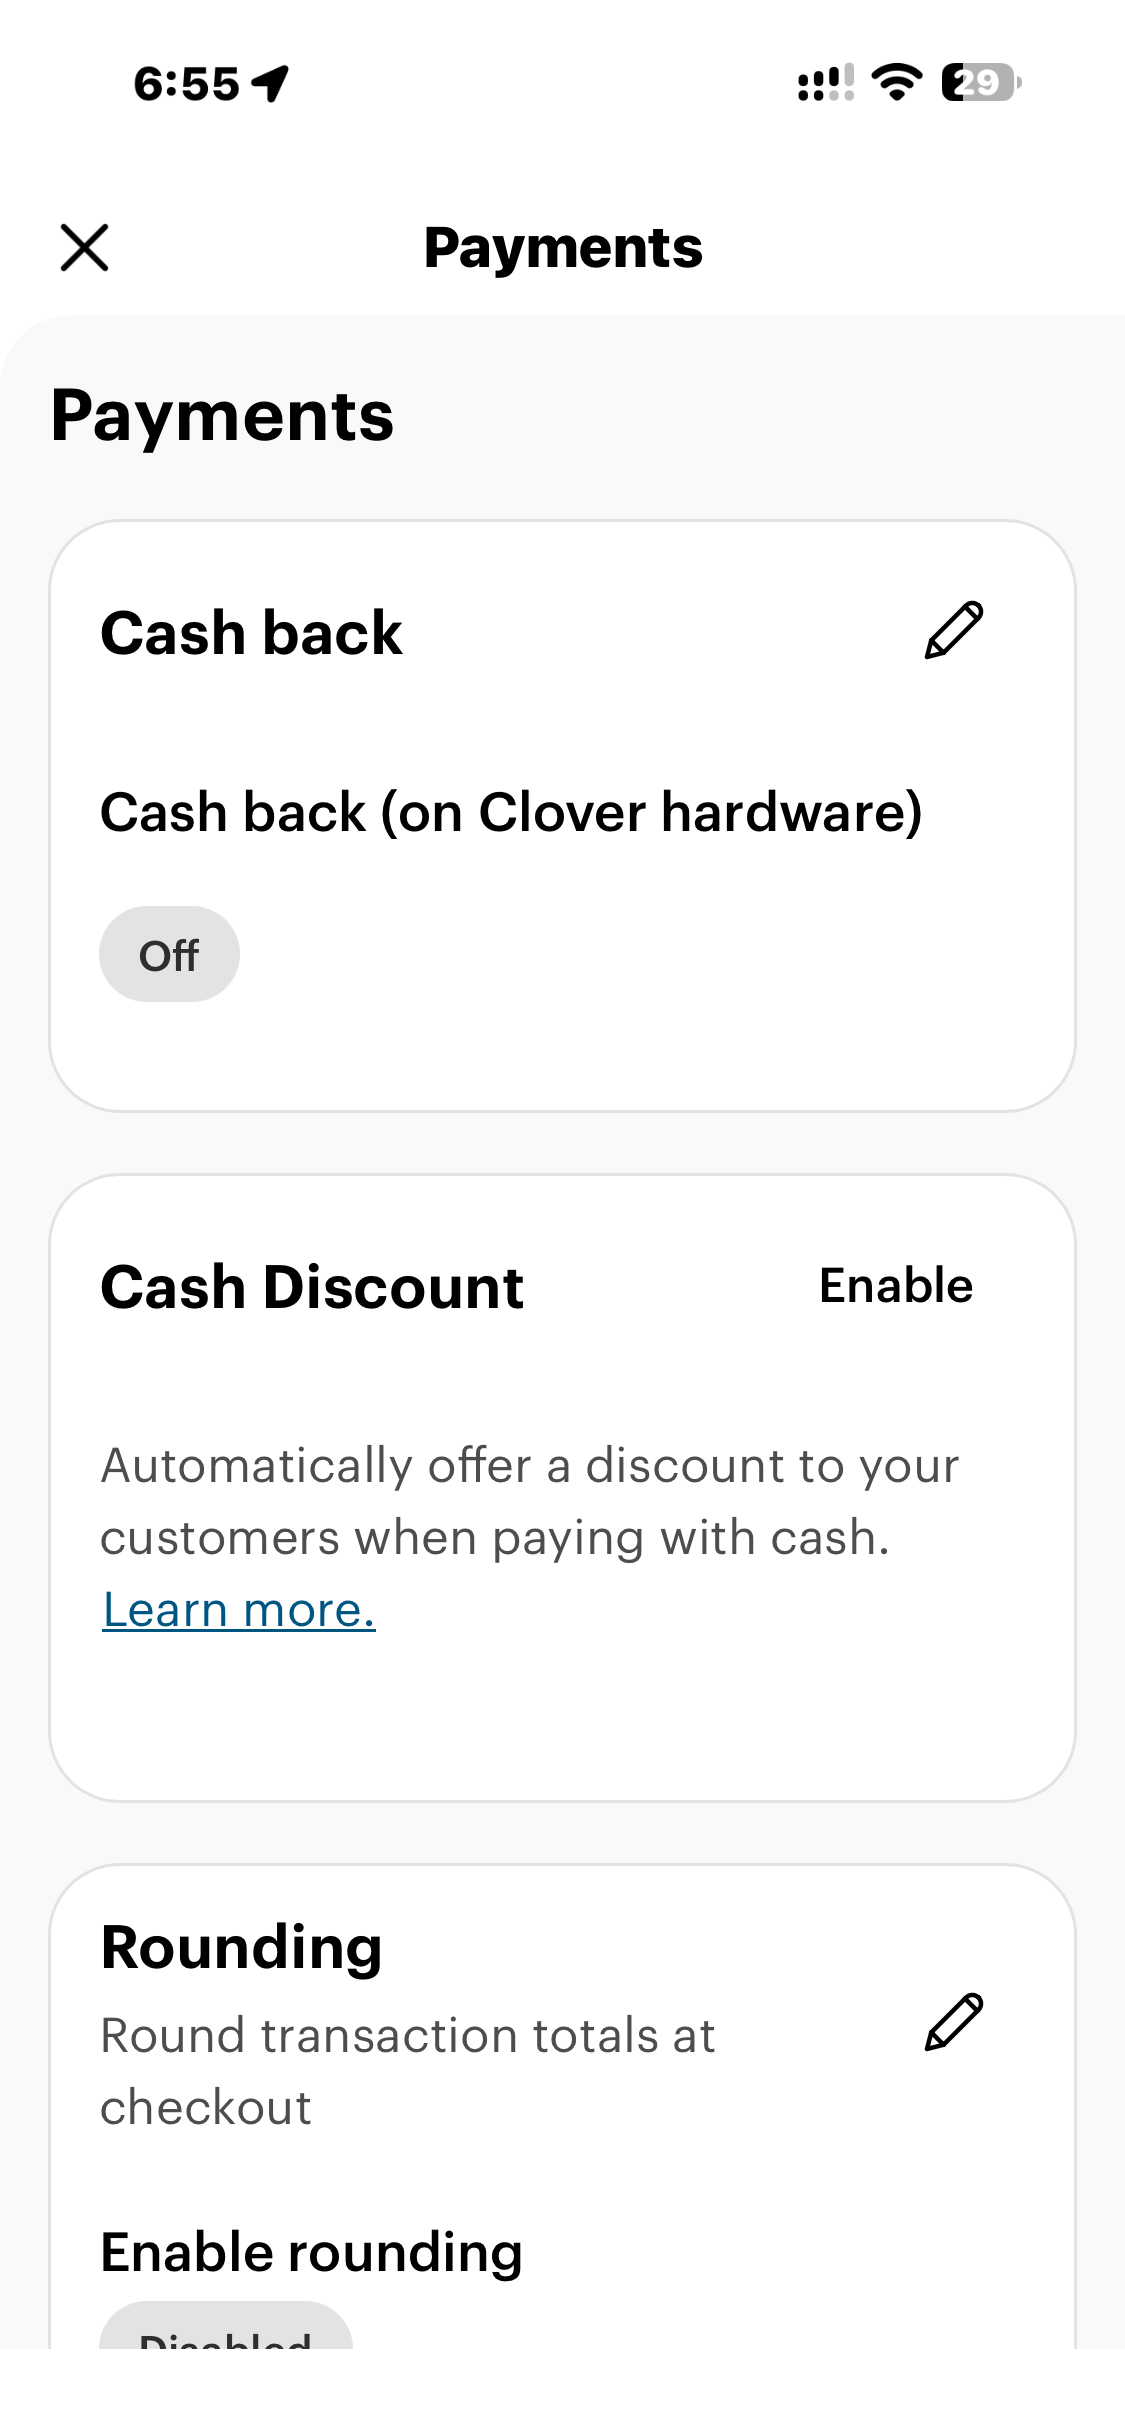 6:55
29
Payments
Payments
Cash back
Cash back (on Clover hardware)
Off
Cash Discount
Enable
Automatically offer a discount to your
customers when paying with cash.
Learn more.
Rounding
Round transaction totals at
checkout
Enable rounding
Disabled